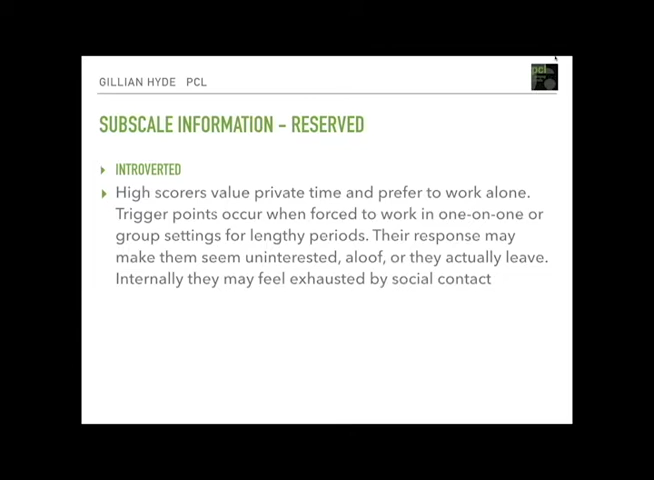 GILLIAN HYDE PCL
pcl
SUBSCALE INFORMATION - RESERVED
INTROVERTED
High scorers value private time and prefer to work alone.
Trigger points occur when forced to work in one-on-one or
group settings for lengthy periods. Their response may
make them seem uninterested, aloof, or they actually leave.
Internally they may feel exhausted by social contact